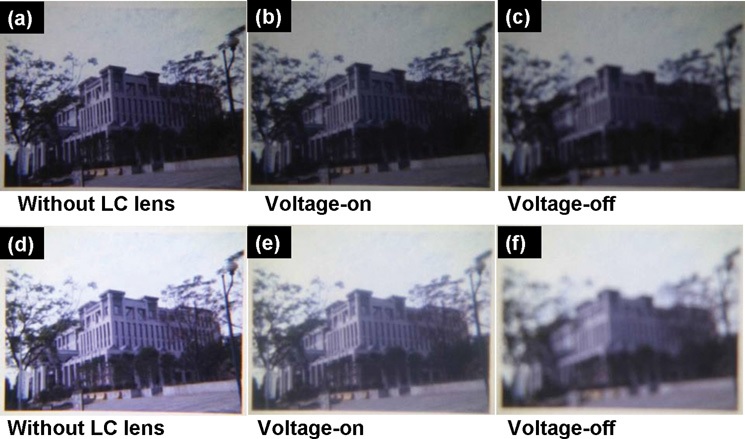 (a) (b) (c)
Without LC lens Voltage-on Voltage-off
(d) (e) (f)
Without LC lens Voltage-on Voltage-off